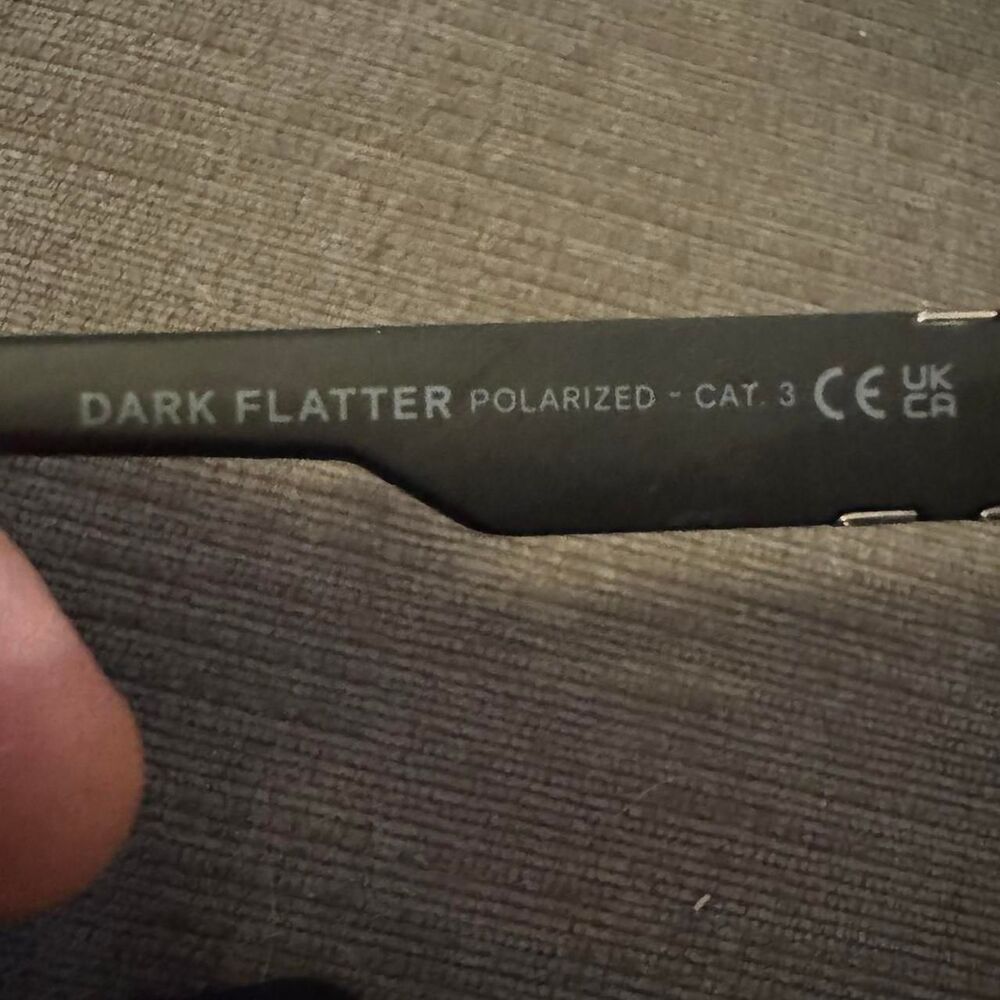 DARK FLATTER POLARIZED - CAT. 3 CE UK CA